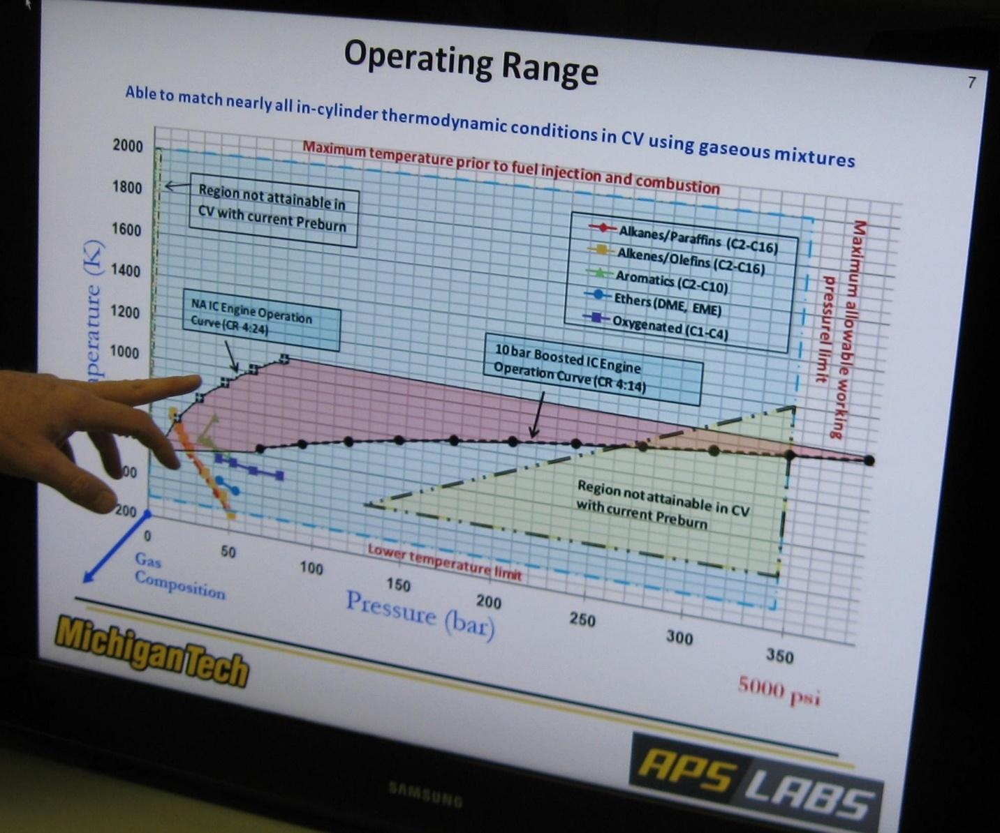 Operating Range
7
Able to match nearly all in-cylinder thermodynamic conditions in CV using gaseous mixtures
Maximum temperature prior to fuel injection and combustion
2000
1800
1600
1400
1200
1000
200
Region not attainable in
CV with current Preburn
NA IC Engine Operation
Curve (CR 4:24)
Alkanes/Paraffins (C2-C16)
Alkenes/Olefins (C2-C16)
Aromatics (C2-C10)
Ethers (DME, EME)
Oxygenated (C1-C4)
10 bar Boosted IC Engine
Operation Curve (CR 4:14)
Maximum allowable working
pressurel limit
Region not attainable in CV
with current Preburn
Lower temperature limit
0
50
100
150
200
250
300
350
(K)
Gas
Composition
Pressure (bar)
5000 psi
MichiganTech
APS LABS
SAMSUNG